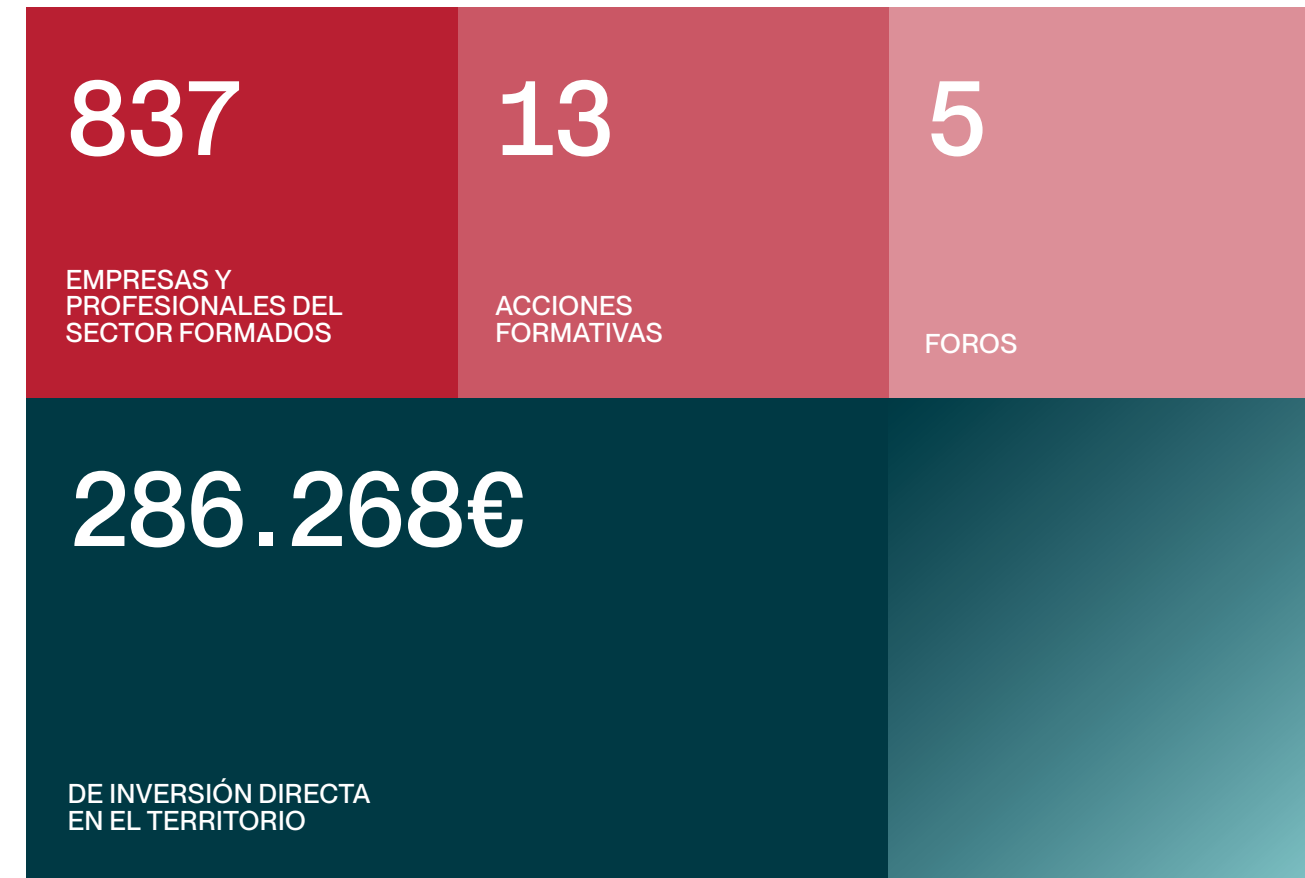 837
EMPRESAS Y
PROFESIONALES DEL
SECTOR FORMADOS
13
ACCIONES
FORMATIVAS
5
FOROS
286.268€
DE INVERSIÓN DIRECTA
EN EL TERRITORIO